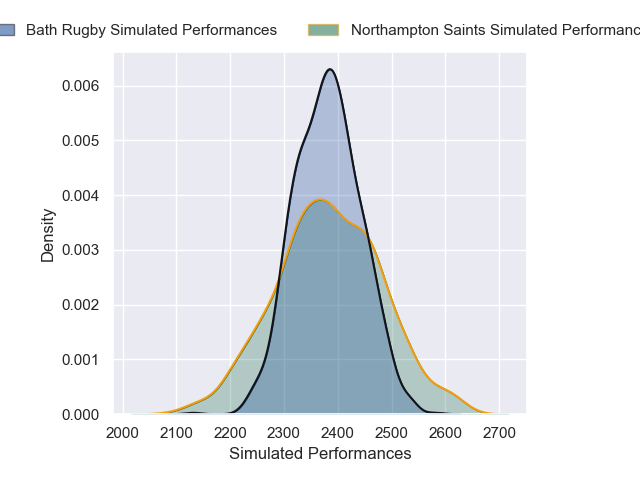 Bath Rugby Simulated Performances
Northampton Saints Simulated
0.006
0.005
0.004
0.003
0.002
0.001
0.000
Density
2000 2100 2200 2300 2400 2500 2600 2700
Simulated Performances